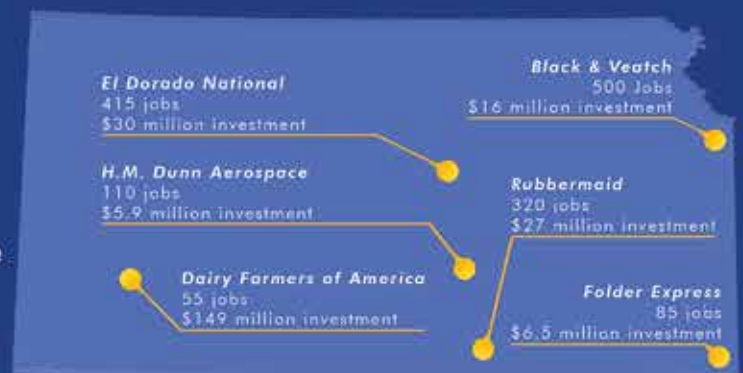 El Dorado National
415 jobs
$30 million investment
Black & Veatch
500 Jobs
$16 million investment
H.M. Dunn Aerospace
110 jobs
$5.9 million investment
Rubbermaid
320 jobs
$27 million investment
Dairy Farmers of America
55 jobs
$149 million investment
Folder Express
85 jobs
$6.5 million investment